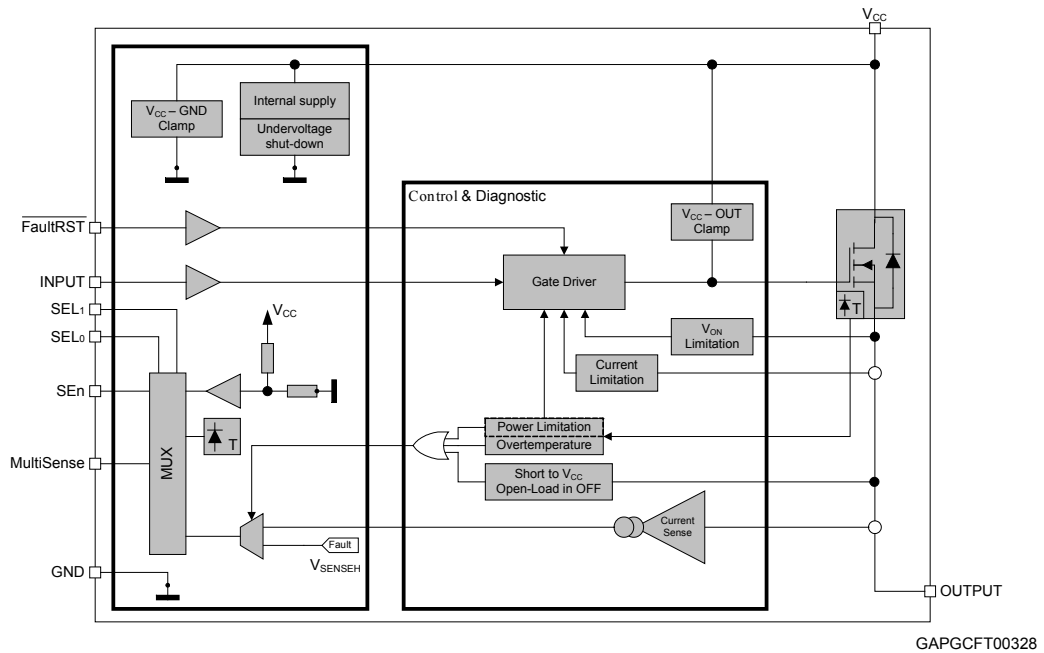 VCC
VCC – GND
Clamp
Internal supply
Undervoltage
shut-down
Control & Diagnostic
VCC – OUT
Clamp
FaultRST
INPUT
SEL1
SEL0
SEn
MultiSense
GND
VCC
Gate Driver
T
VON
Limitation
Current
Limitation
T
MUX
Power Limitation
Overtemperature
Short to VCC
Open-Load in OFF
Current
Sense
Fault
VSENSEH
OUTPUT
GAPGCFT00328